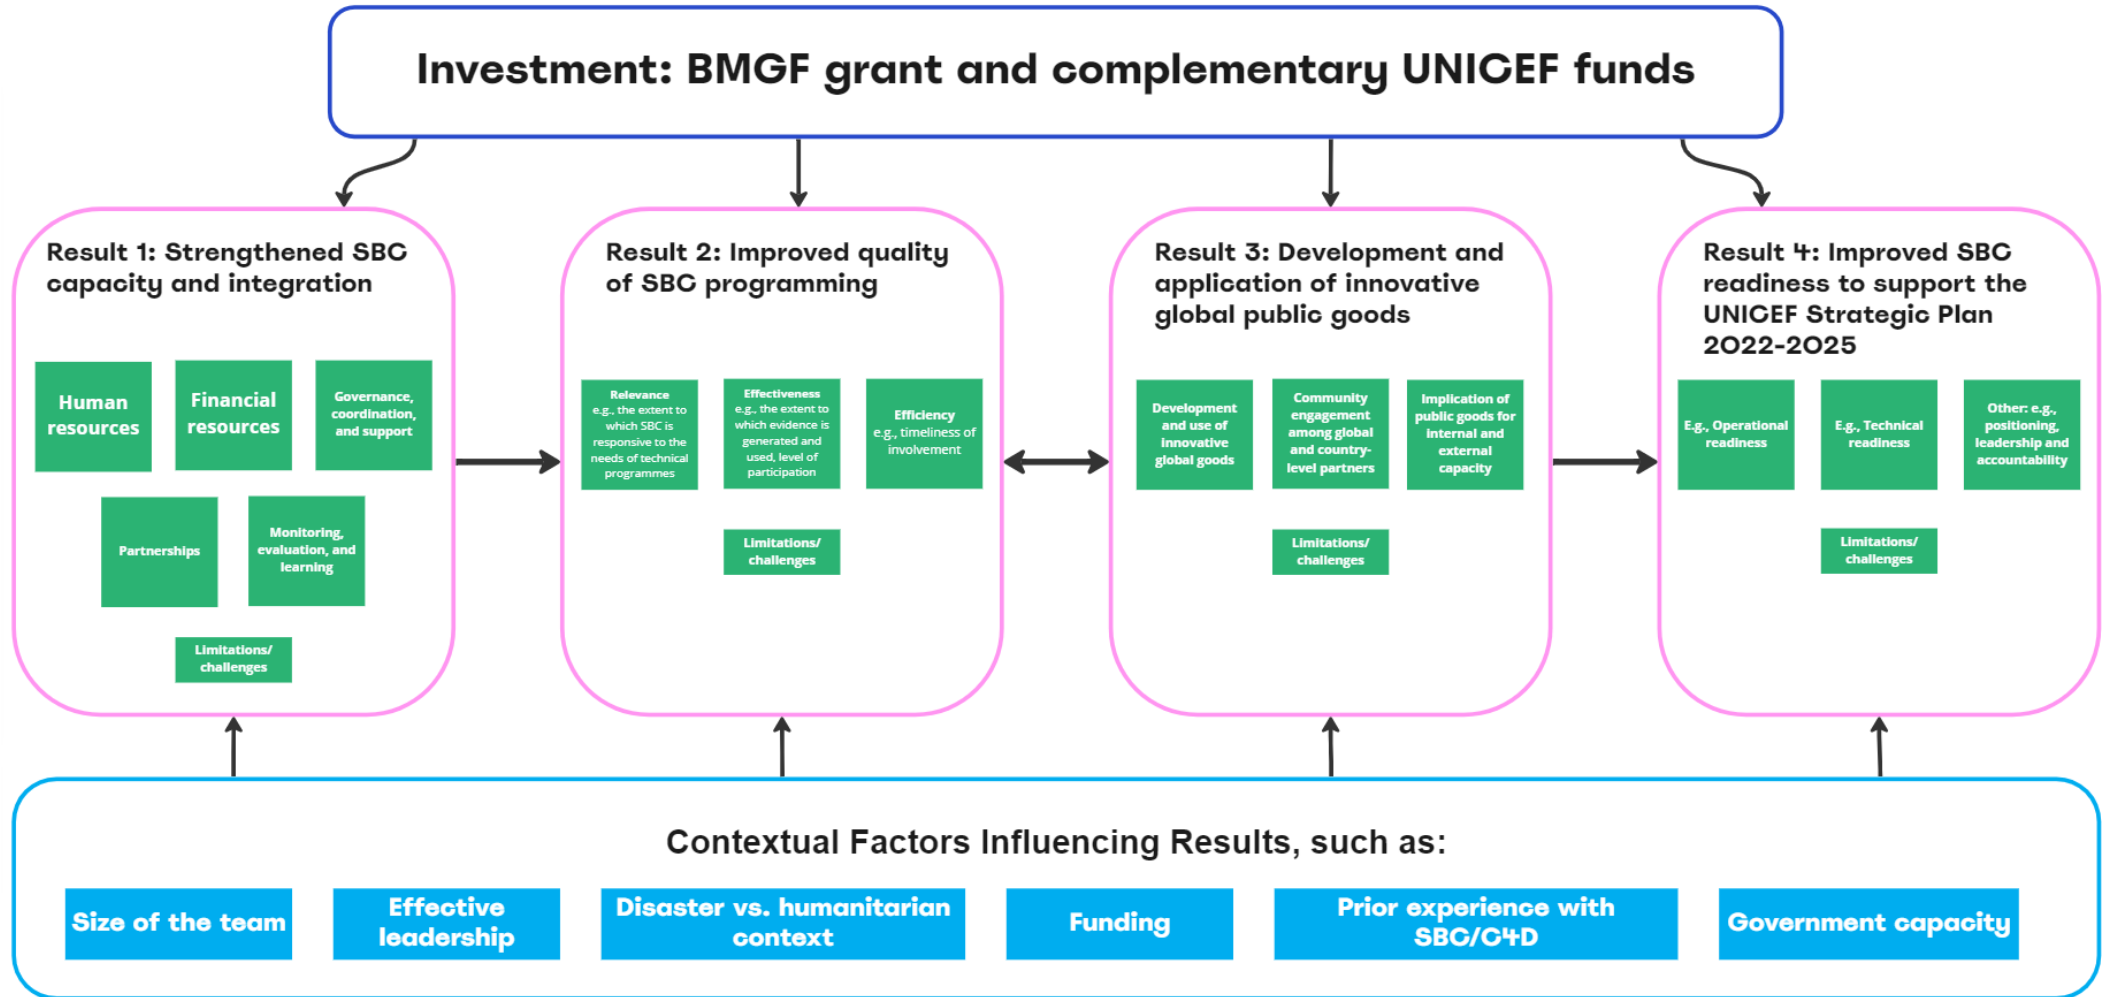 Investment: BMGF grant and complementary UNICEF funds
Result 1: Strengthened SBC
capacity and integration
Human
resources
Financial
resources
Governance,
coordination,
and support
Partnerships
Monitoring,
evaluation, and
learning
Limitations/
challenges
Result 2: Improved quality
of SBC programming
Relevance
e.g., the extent to
which SBC is
responsive to the
needs of technical
programmes
Effectiveness
e.g., the extent to
which evidence is
generated and
used, level of
participation
Efficiency
e.g., timeliness of
involvement
Limitations/
challenges
Result 3: Development and
application of innovative
global public goods
Development
and use of
innovative
global goods
Community
engagement
among global
and country-
level partners
Implication of
public goods for
internal and
external
capacity
Limitations/
challenges
Result 4: Improved SBC
readiness to support the
UNICEF Strategic Plan
2022-2025
E.g., Operational
readiness
E.g., Technical
readiness
Other: e.g.,
positioning,
leadership and
accountability
Limitations/
challenges
Contextual Factors Influencing Results, such as:
Size of the team
Effective
leadership
Disaster vs. humanitarian
context
Funding
Prior experience with
SBC/C4D
Government capacity